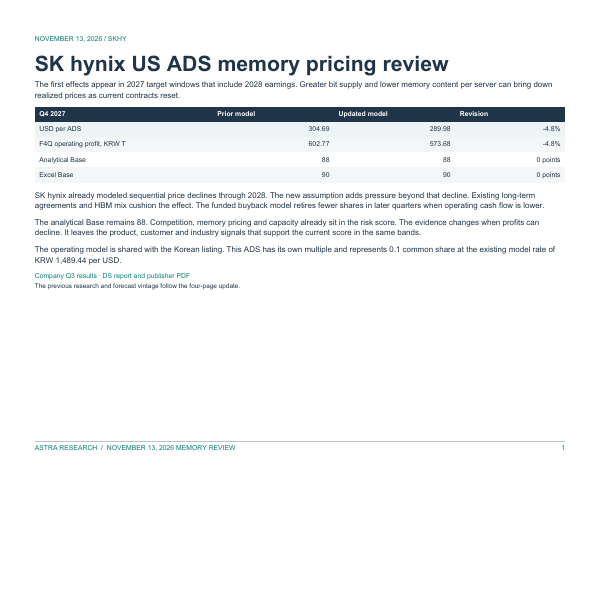 NOVEMBER 13, 2026 / SKHY
SK hynix US ADS memory pricing review
The first effects appear in 2027 target windows that include 2028 earnings. Greater bit supply and lower memory content per server can bring down
realized prices as current contracts reset.
Q4 2027 Prior model Updated model Revision
USD per ADS 304.69 289.98 -4.8%
F4Q operating profit, KRW T 602.77 573.68 -4.8%
Analytical Base 88 88 0 points
Excel Base 90 90 0 points
SK hynix already modeled sequential price declines through 2028. The new assumption adds pressure beyond that decline. Existing long-term
agreements and HBM mix cushion the effect. The funded buyback model retires fewer shares in later quarters when operating cash flow is lower.
The analytical Base remains 88. Competition, memory pricing and capacity already sit in the risk score. The evidence changes when profits can
decline. It leaves the product, customer and industry signals that support the current score in the same bands.
The operating model is shared with the Korean listing. This ADS has its own multiple and represents 0.1 common share at the existing model rate of
KRW 1,489.44 per USD.
Company Q3 results · DS report and publisher PDF
The previous research and forecast vintage follow the four-page update.
ASTRA RESEARCH / NOVEMBER 13, 2026 MEMORY REVIEW 1